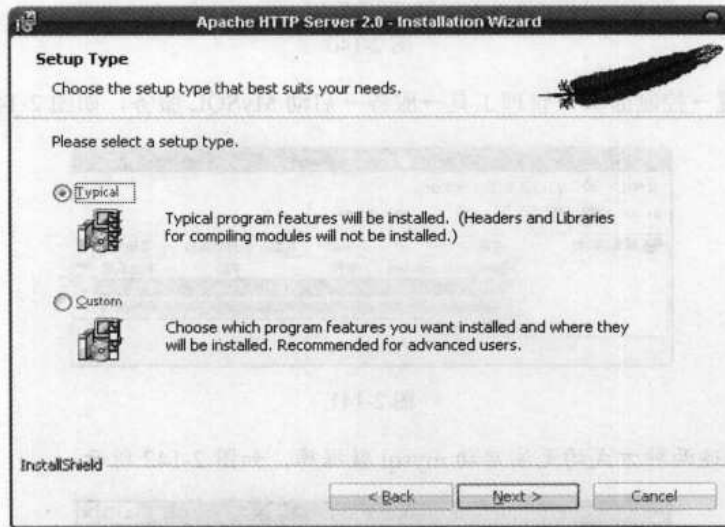 Apache HTTP Server 2.0 - Installation Wizard
Setup Type
Choose the setup type that best suits your needs.
Please select a setup type.
Typical
Typical program features will be installed. (Headers and Libraries
for compiling modules will not be installed.)
Custom
Choose which program features you want installed and where they
will be installed. Recommended for advanced users.
InstallShield
< Back
Next >
Cancel